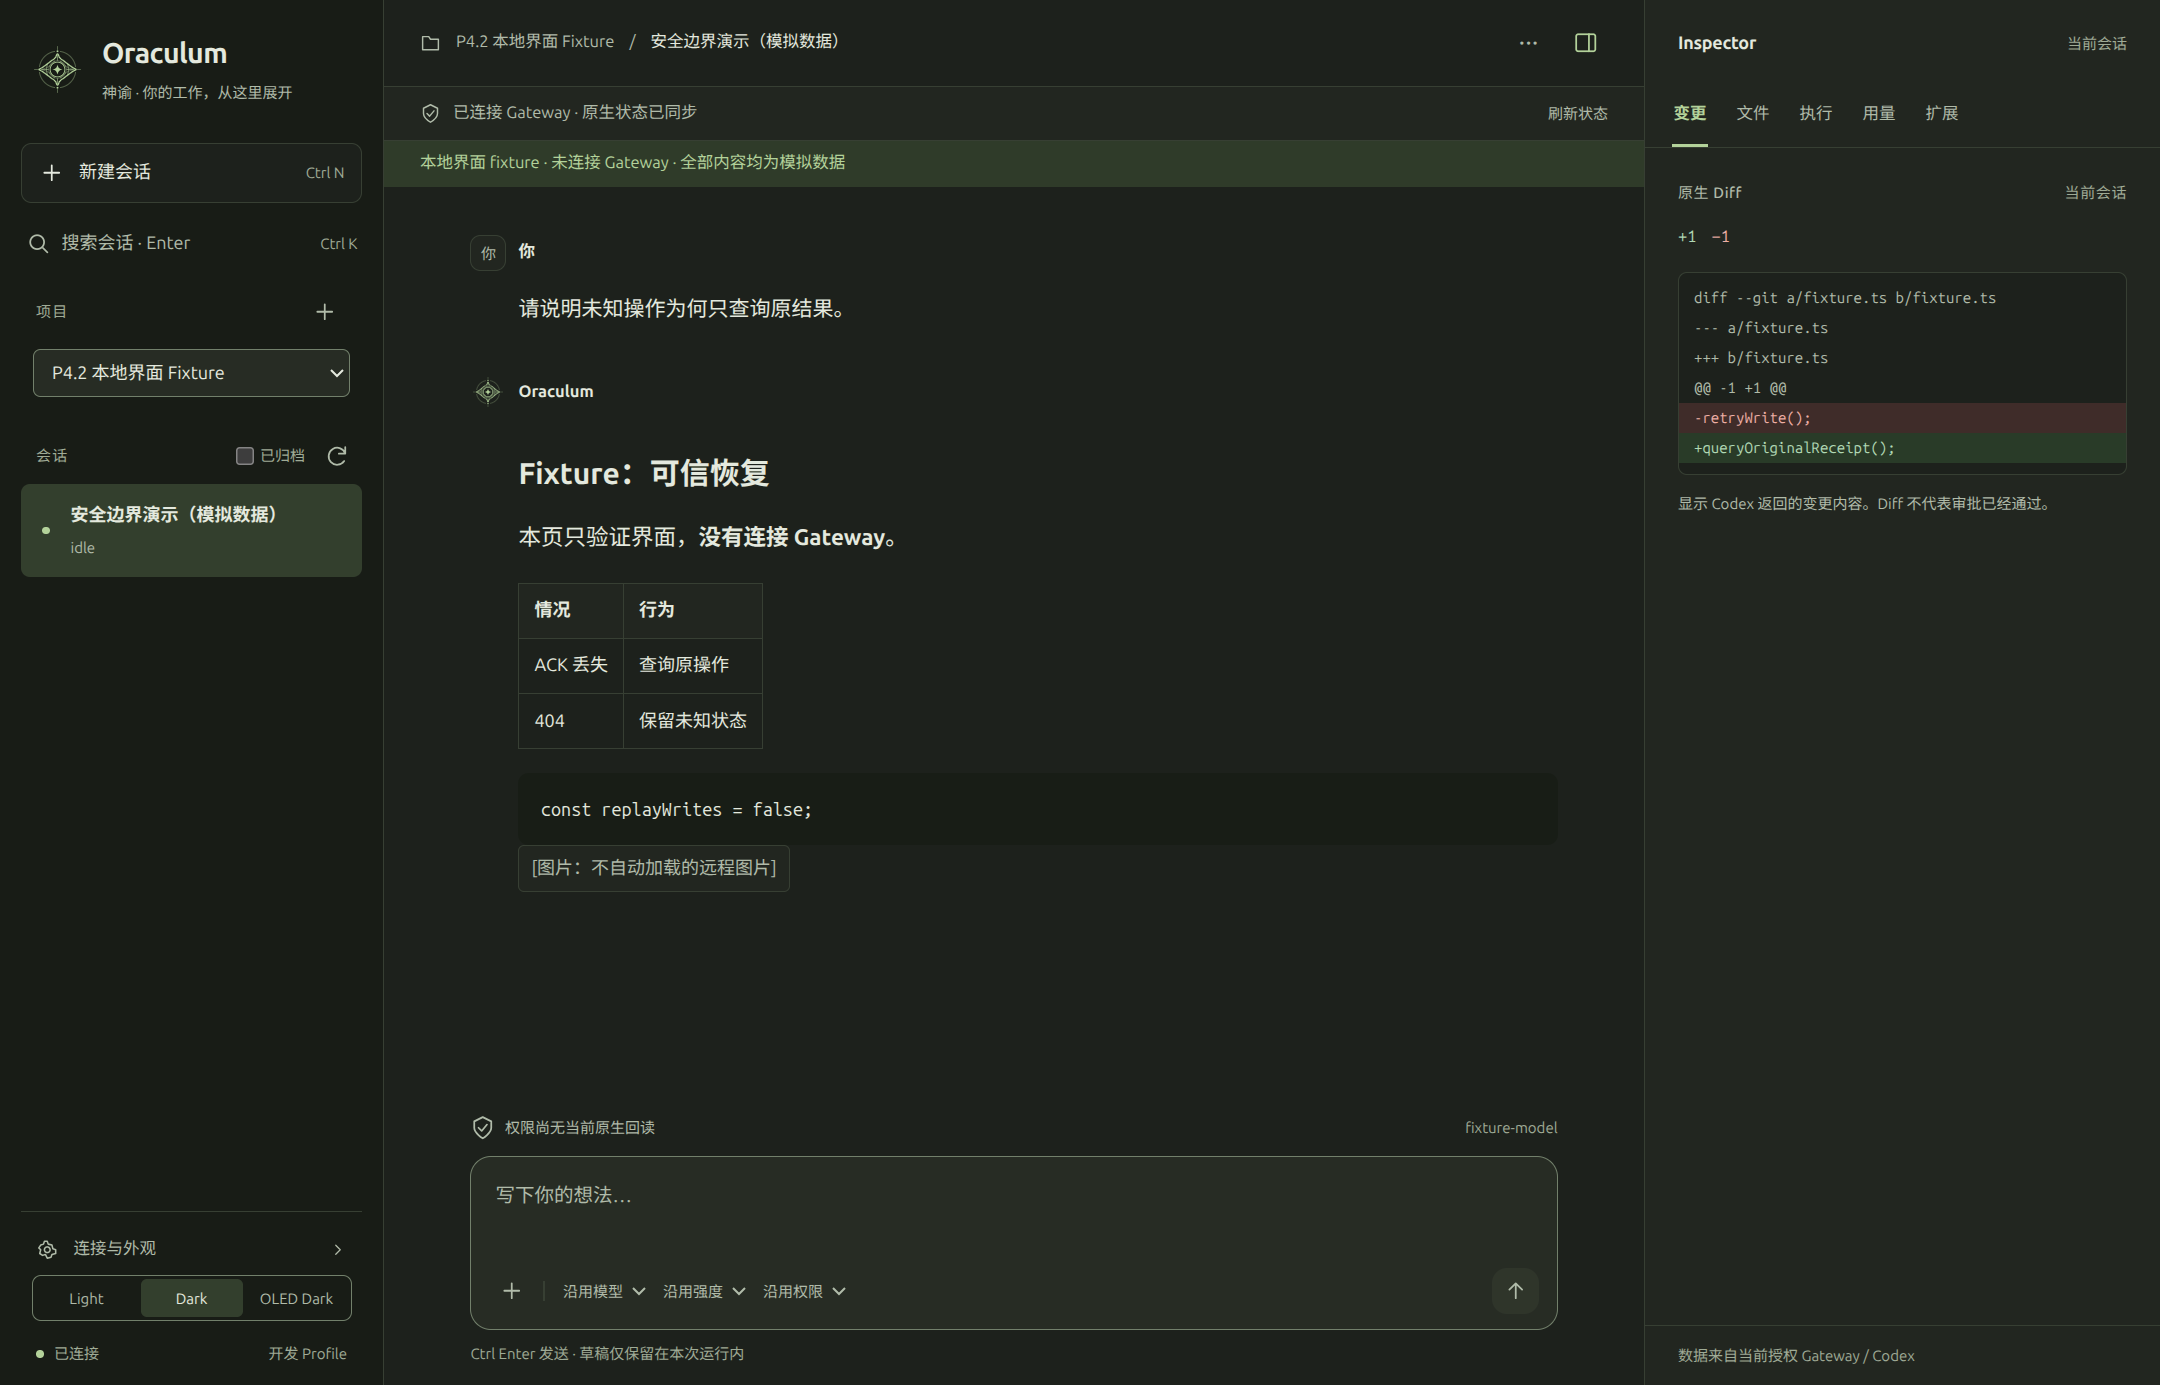 Oraculum
神谕 · 你的工作，从这里展开
新建会话 Ctrl N
搜索会话 · Enter Ctrl K
项目
P4.2 本地界面 Fixture
会话 已归档
安全边界演示（模拟数据）
idle
连接与外观
Light Dark OLED Dark
已连接 开发 Profile
P4.2 本地界面 Fixture / 安全边界演示（模拟数据）
已连接 Gateway · 原生状态已同步 刷新状态
本地界面 fixture · 未连接 Gateway · 全部内容均为模拟数据
你 你
请说明未知操作为何只查询原结果。
Oraculum
Fixture：可信恢复
本页只验证界面，没有连接 Gateway。
情况 行为
ACK 丢失 查询原操作
404 保留未知状态
const replayWrites = false;
[图片：不自动加载的远程图片]
权限尚无当前原生回读 fixture-model
写下你的想法…
沿用模型 沿用强度 沿用权限
Ctrl Enter 发送 · 草稿仅保留在本次运行内
Inspector 当前会话
变更 文件 执行 用量 扩展
原生 Diff 当前会话
+1 −1
diff --git a/fixture.ts b/fixture.ts
--- a/fixture.ts
+++ b/fixture.ts
@@ -1 +1 @@
-retryWrite();
+queryOriginalReceipt();
显示 Codex 返回的变更内容。Diff 不代表审批已经通过。
数据来自当前授权 Gateway / Codex